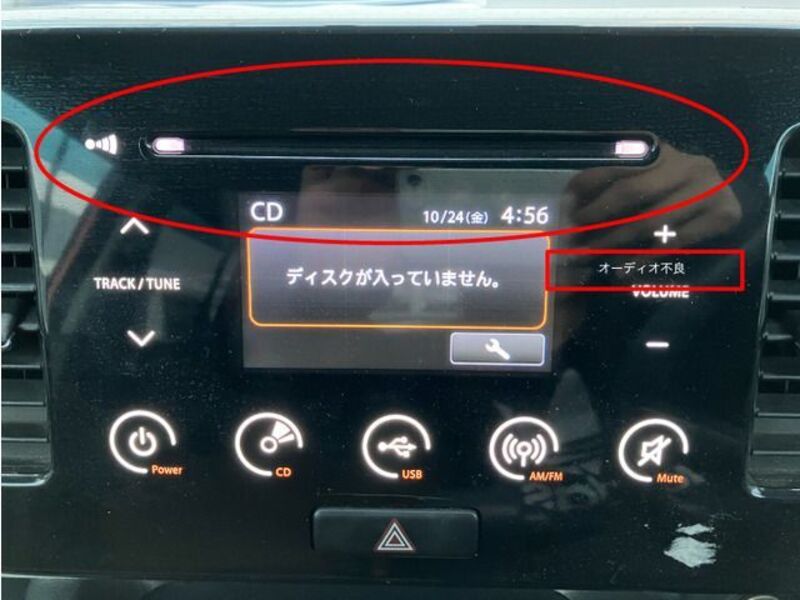 CD 10/24(金) 4:56
ディスクが入っていません。
オーディオ不良
TRACK/TUNE
VOLUME
Power
CD
USB
AM/FM
Mute